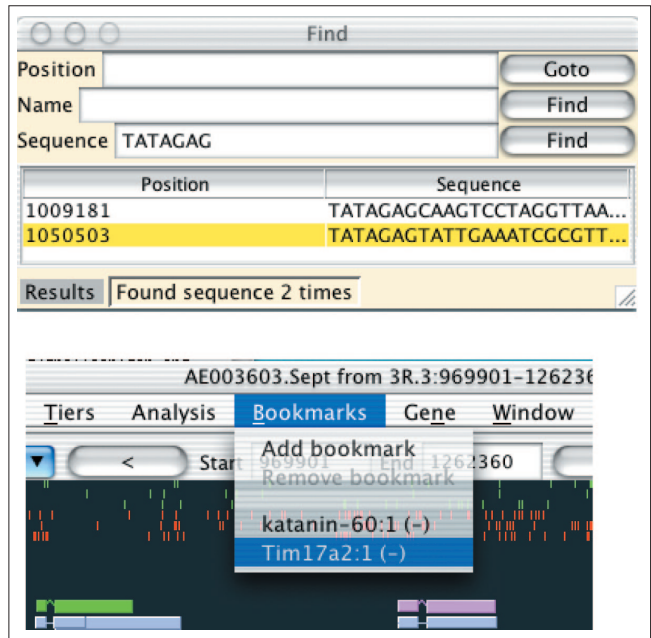 Find
Position Goto
Name Find
Sequence TATAGAG Find
Position Sequence
1009181 TATAGAGCAAGTCCTAGGTTAA...
1050503 TATAGAGTATTGAAATCGCGTT...
Results Found sequence 2 times
AE003603.Sept from 3R.3:969901-126236
Tiers Analysis Bookmarks Gene Window
< Start 969901 End 1262360
Add bookmark
Remove bookmark
katanin-60:1 (-)
Tim17a2:1 (-)